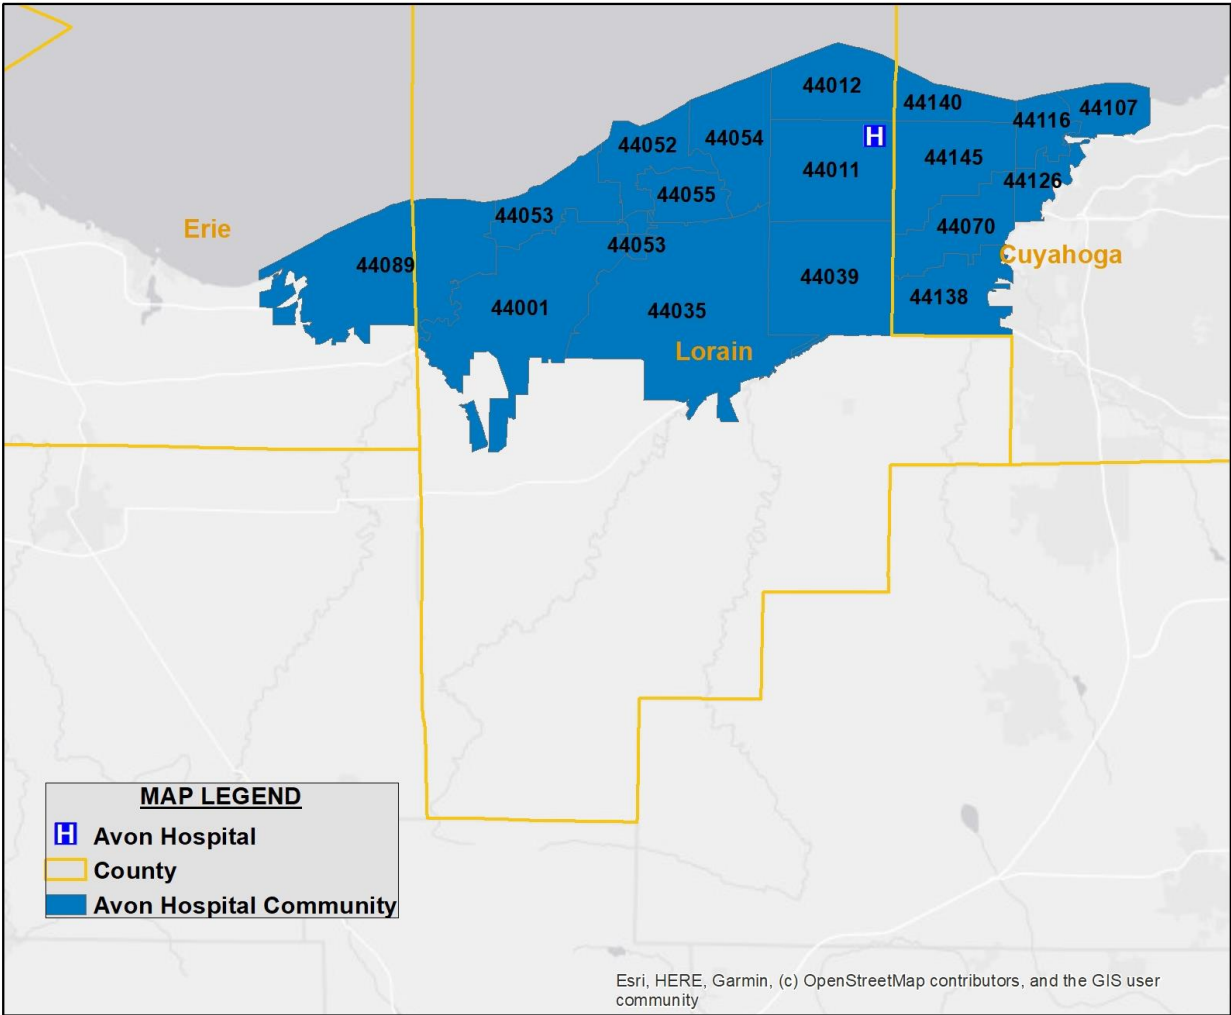 44012
44140
44107
44116
44052
44054
44145
44011
44126
44055
44053
44070
Erie
44053
Cuyahoga
44089
44039
44138
44001
44035
Lorain
MAP LEGEND
H Avon Hospital
County
Avon Hospital Community
H
Esri, HERE, Garmin, (c) OpenStreetMap contributors, and the GIS user
community